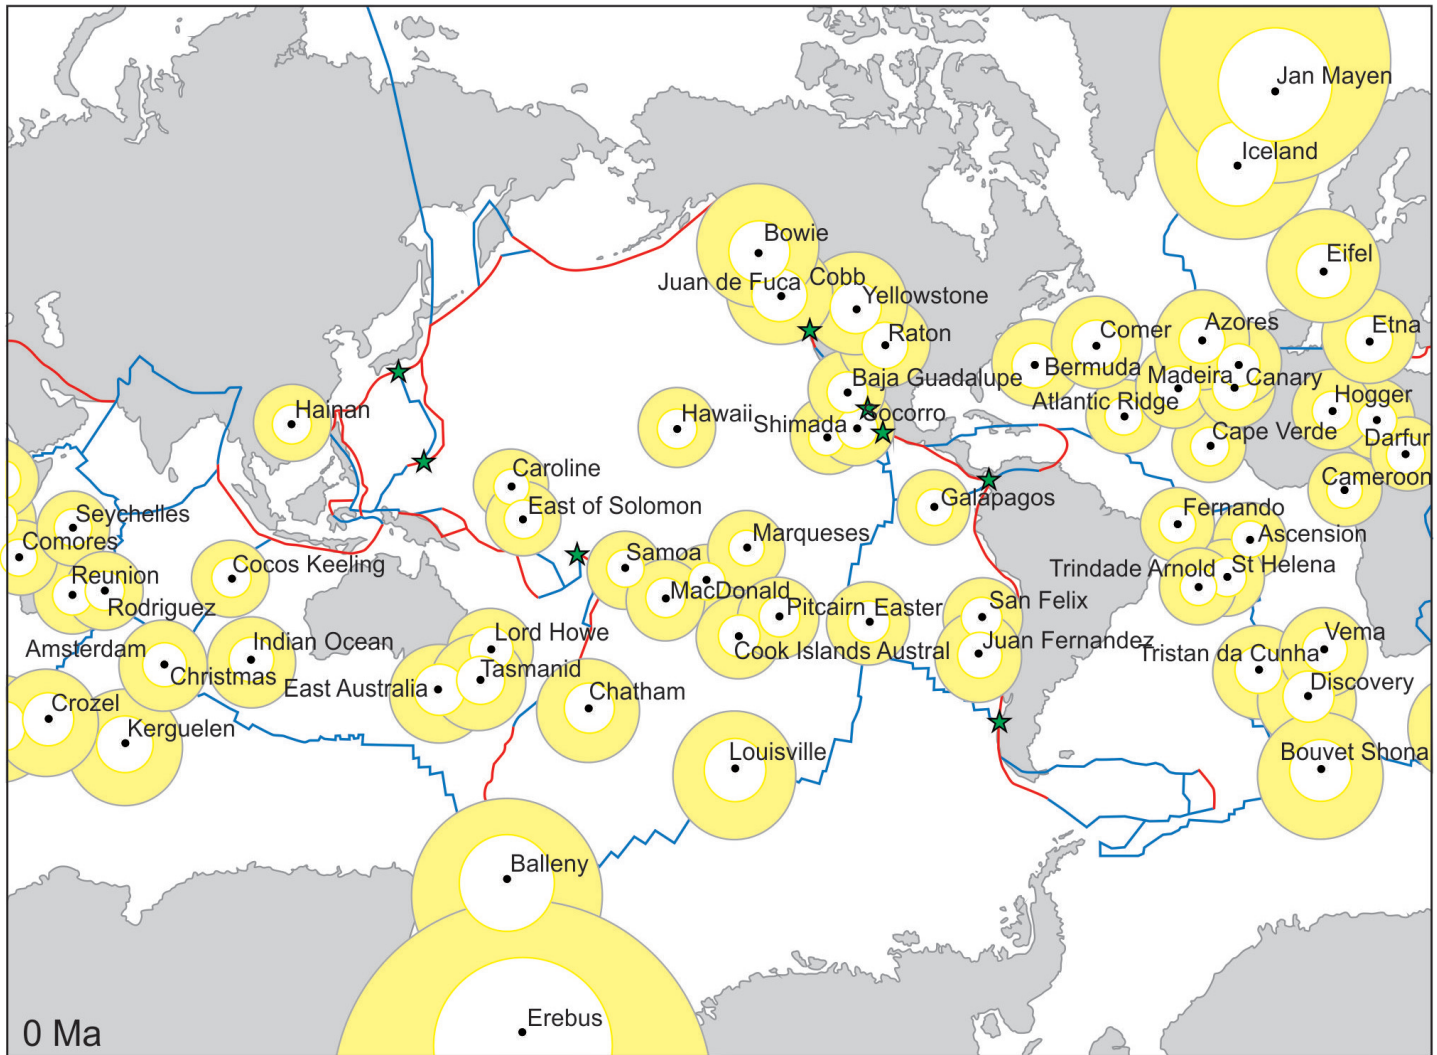 Jan Mayen
Iceland
Bowie
Eifel
Juan de Fuca
Cobb
Yellowstone
Raton
Comer
Azores
Etna
Bermuda
Baja Guadalupe
Madeira
Canary
Hogger
Atlantic Ridge
Hainan
Hawaii
Shimada
Socorro
Cape Verde
Darfur
Caroline
Cameroon
East of Solomon
Galapagos
Fernando
Seychelles
Marqueses
Ascension
Comores
Samoa
Cocos Keeling
Trindade Arnold
St Helena
Reunion
MacDonald
Rodriguez
Pitcairn
Easter
San Felix
Amsterdam
Indian Ocean
Lord Howe
Cook Islands Austral
Juan Fernandez
Tristan da Cunha
Vema
Christmas
East Australia
Tasmanid
Chatham
Discovery
Crozel
Kerguelen
Louisville
Bouvet Shona
Balleny
Erebus
0 Ma